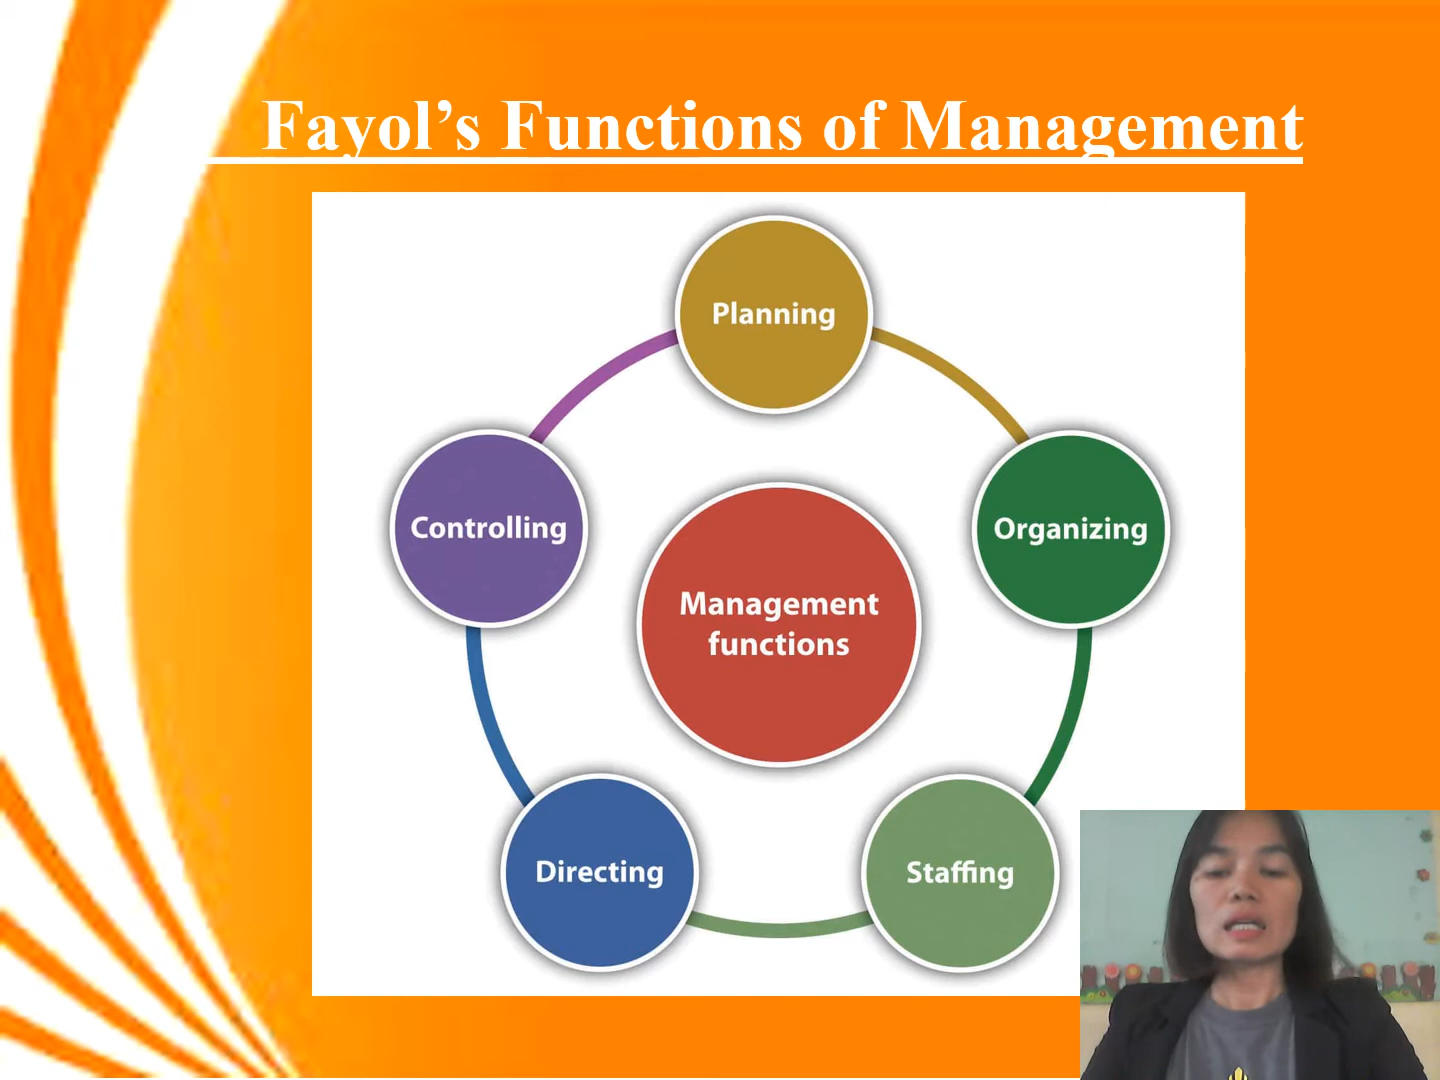 Fayol’s Functions of Management
Planning
Controlling
Organizing
Management
functions
Directing
Staffing